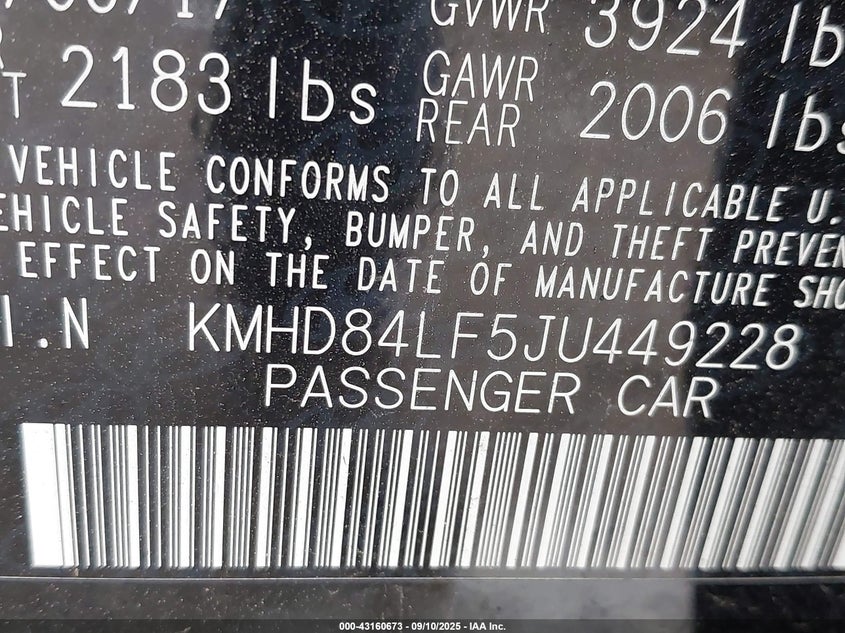 GVWR 3924 lb
T 2183 lbs GAWR REAR 2006 lbs
VEHICLE CONFORMS TO ALL APPLICABLE U.
EHICLE SAFETY, BUMPER, AND THEFT PREVEN
EFFECT ON THE DATE OF MANUFACTURE SHO
I.N KMHD84LF5JU449228
PASSENGER CAR
000-43160673 - 09/10/2025 - IAA Inc.